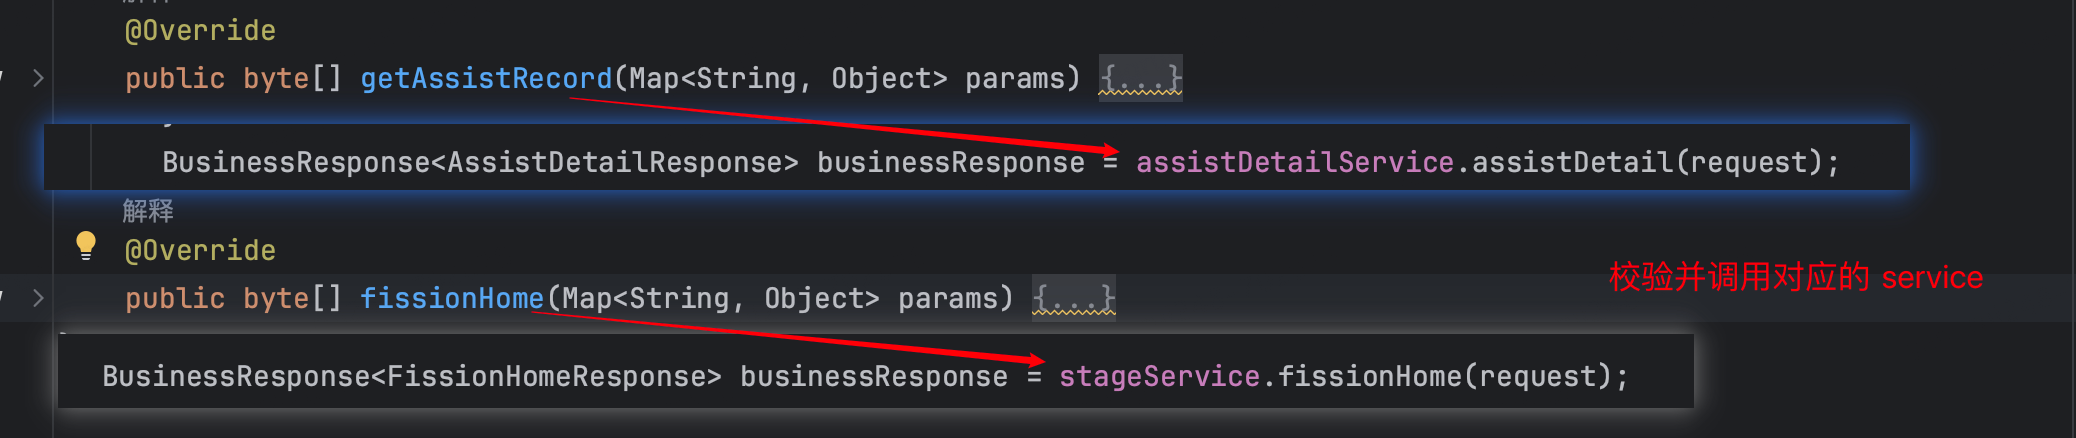 @Override
public byte[] getAssistRecord(Map<String, Object> params) {...}
BusinessResponse<AssistDetailResponse> businessResponse = assistDetailService.assistDetail(request);
解释
@Override
校验并调用对应的 service
public byte[] fissionHome(Map<String, Object> params) {...}
BusinessResponse<FissionHomeResponse> businessResponse = stageService.fissionHome(request);